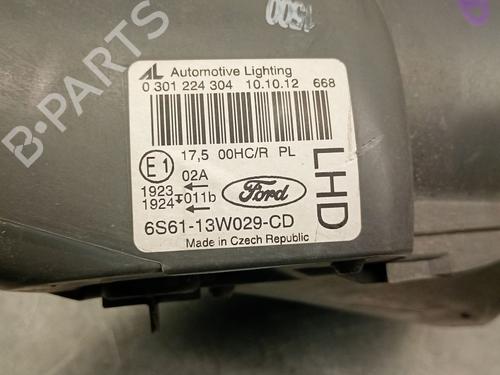 1500
AL Automotive Lighting
0 301 224 304 10.10.12 668
17,5 00HC/R PL
E1
02A
1923
1924 011b
Ford
LHD
6S61-13W029-CD
Made in Czech Republic
B-PARTS